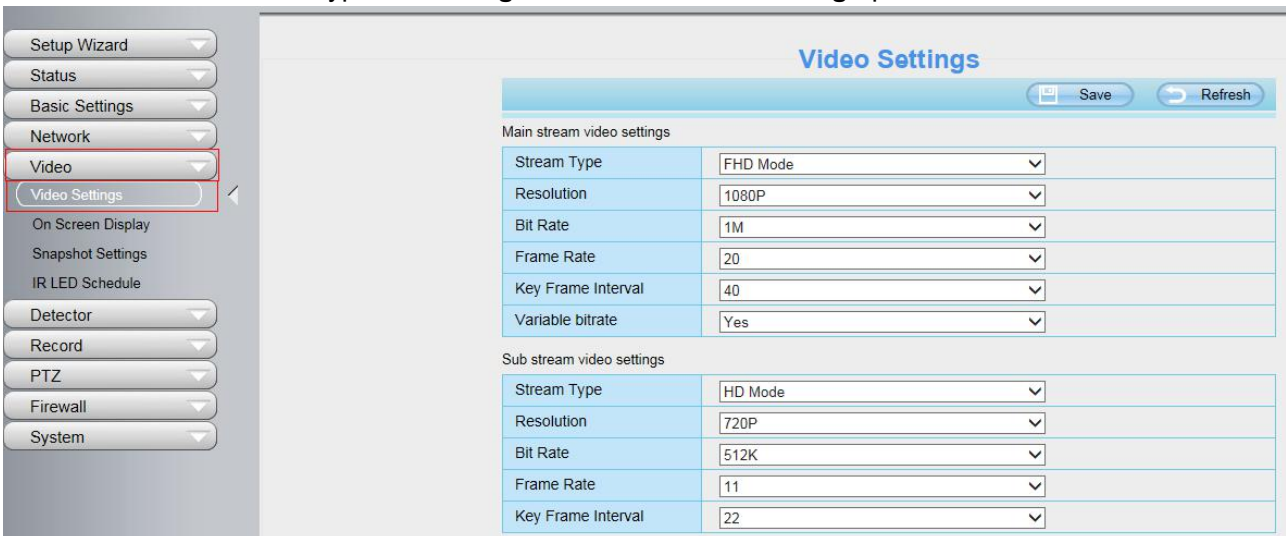 Setup Wizard
Status
Basic Settings
Network
Video
Video Settings
On Screen Display
Snapshot Settings
IR LED Schedule
Detector
Record
PTZ
Firewall
System
Video Settings
Save Refresh
Main stream video settings
Stream Type FHD Mode
Resolution 1080P
Bit Rate 1M
Frame Rate 20
Key Frame Interval 40
Variable bitrate Yes
Sub stream video settings
Stream Type HD Mode
Resolution 720P
Bit Rate 512K
Frame Rate 11
Key Frame Interval 22